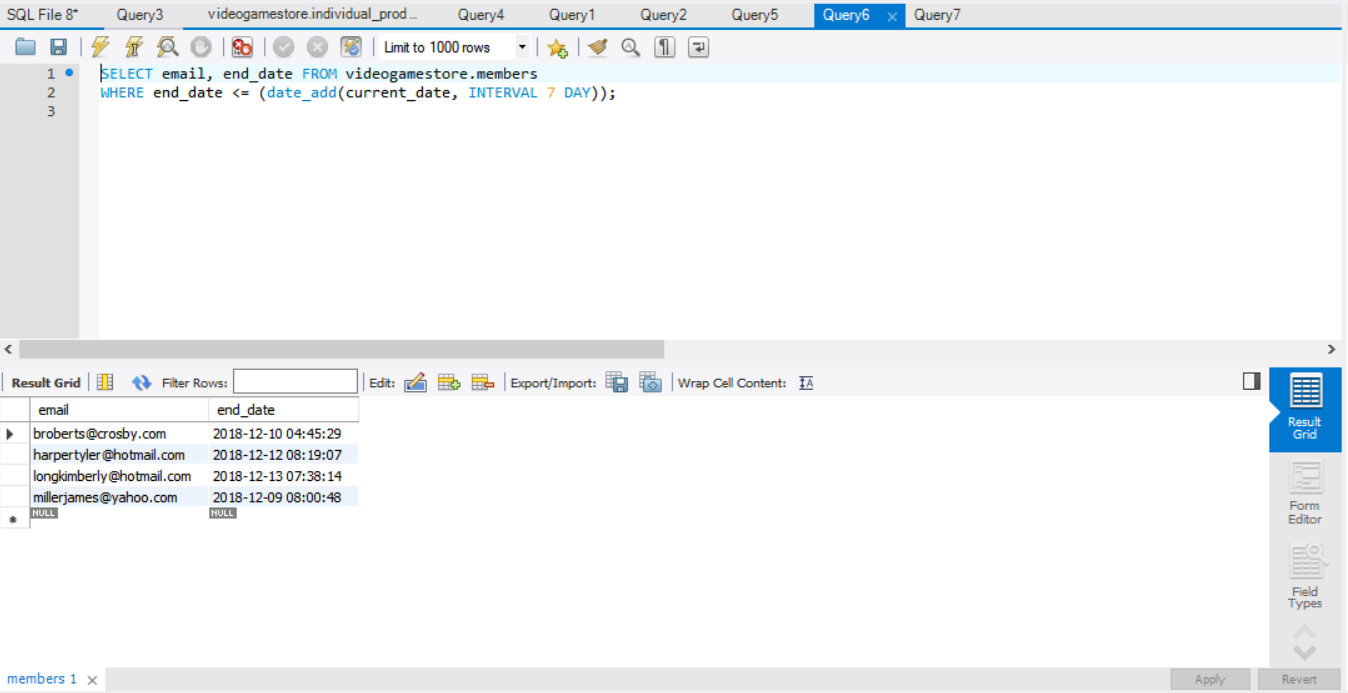 SQL File 8* Query3 videogamestore.individual_prod... Query4 Query1 Query2 Query5 Query6 Query7
Limit to 1000 rows
1 SELECT email, end_date FROM videogamestore.members
2 WHERE end_date <= (date_add(current_date, INTERVAL 7 DAY));
3
Result Grid Filter Rows: Edit: Export/Import: Wrap Cell Content:
email end_date
broberts@crosby.com 2018-12-10 04:45:29
harpertyler@hotmail.com 2018-12-12 08:19:07
longkimberly@hotmail.com 2018-12-13 07:38:14
millerjames@yahoo.com 2018-12-09 08:00:48
NULL NULL
Result
Grid
Form
Editor
Field
Types
members 1 Apply Revert